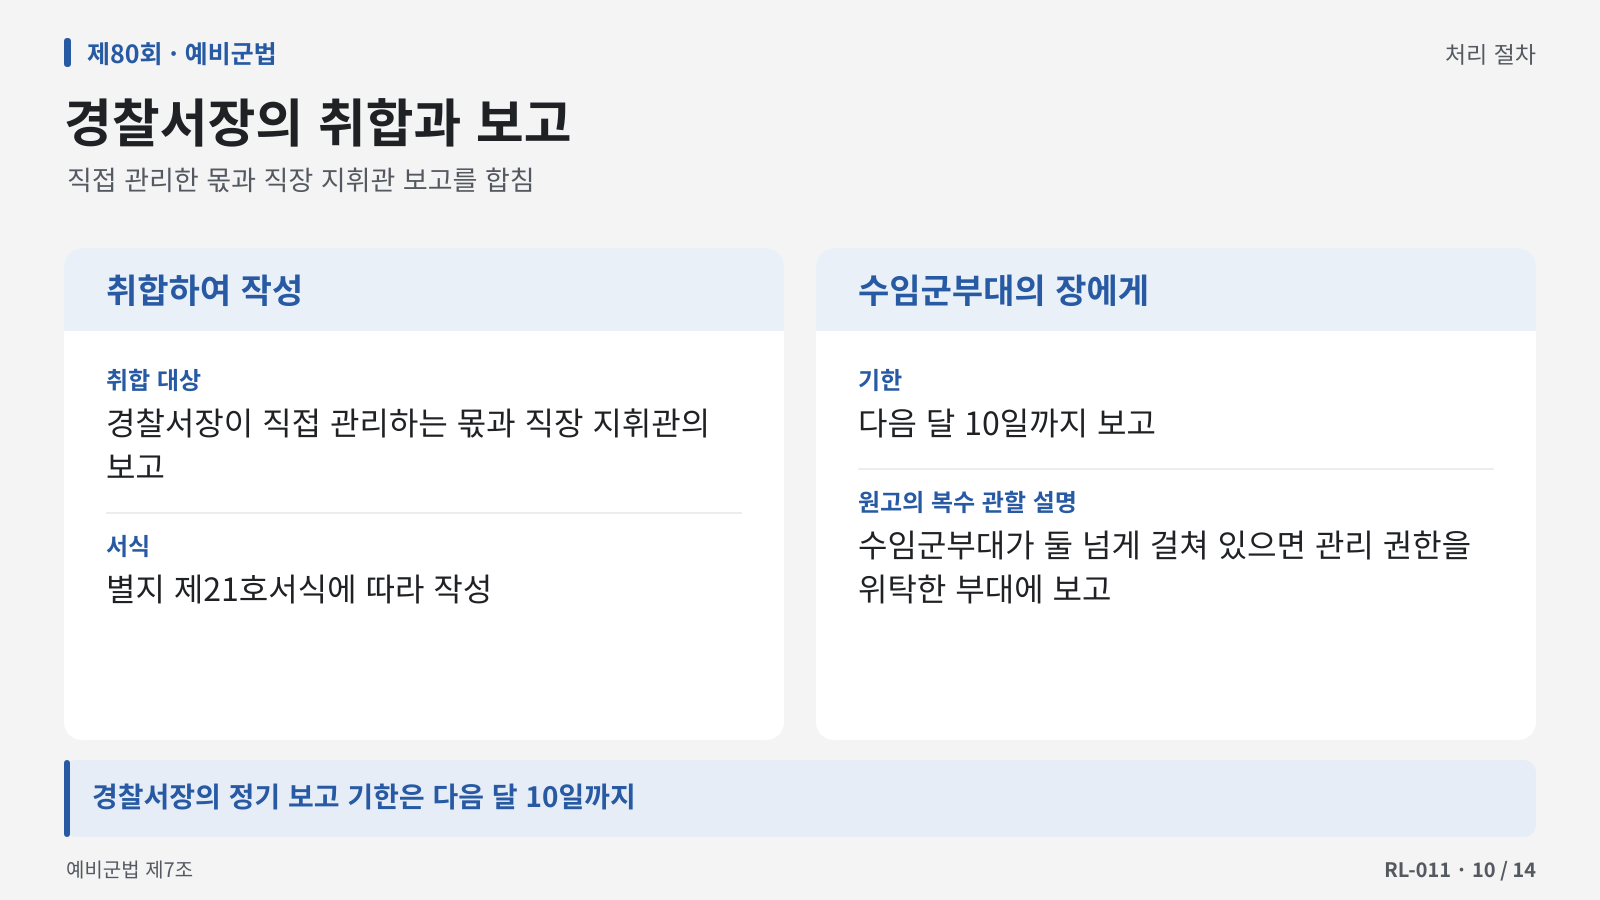 제80회 · 예비군법
처리 절차
경찰서장의 취합과 보고
직접 관리한 몫과 직장 지휘관 보고를 합침
취합하여 작성
취합 대상
경찰서장이 직접 관리하는 몫과 직장 지휘관의
보고
서식
별지 제21호서식에 따라 작성
수임군부대의 장에게
기한
다음 달 10일까지 보고
원고의 복수 관할 설명
수임군부대가 둘 넘게 걸쳐 있으면 관리 권한을
위탁한 부대에 보고
경찰서장의 정기 보고 기한은 다음 달 10일까지
예비군법 제7조
RL-011 · 10 / 14